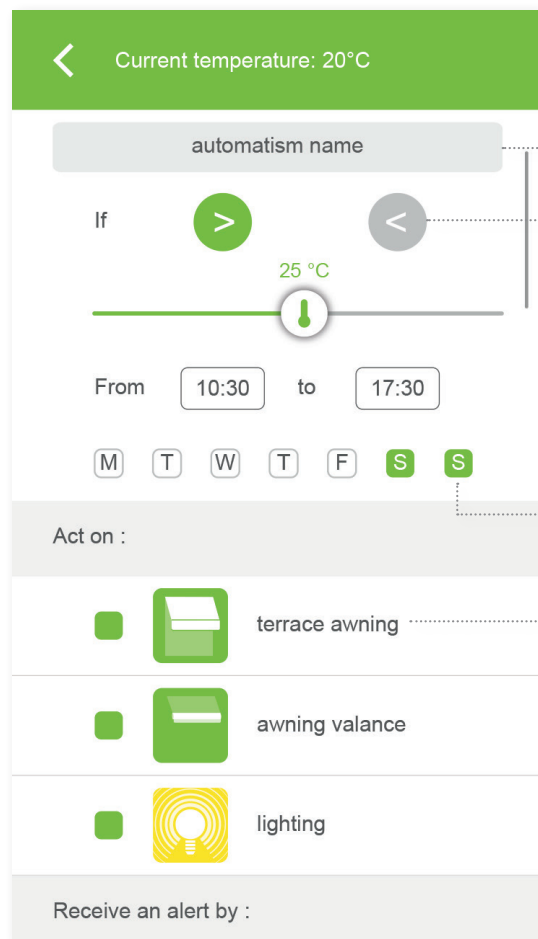 Current temperature: 20°C
automatism name
If > <
25 °C
From 10:30 to 17:30
M T W T F S S
Act on :
terrace awning
awning valance
lighting
Receive an alert by :